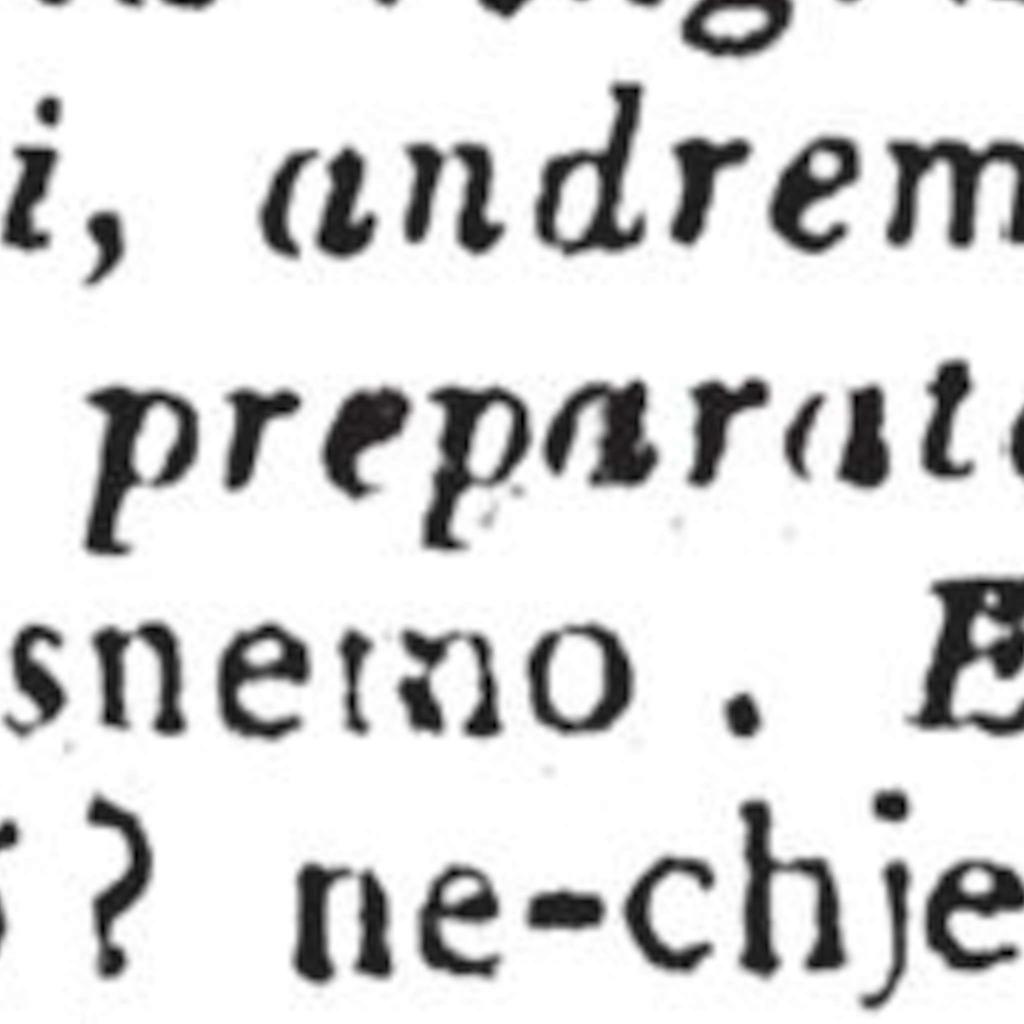 i, andrem
preparat
snemo . E
? ne-chje